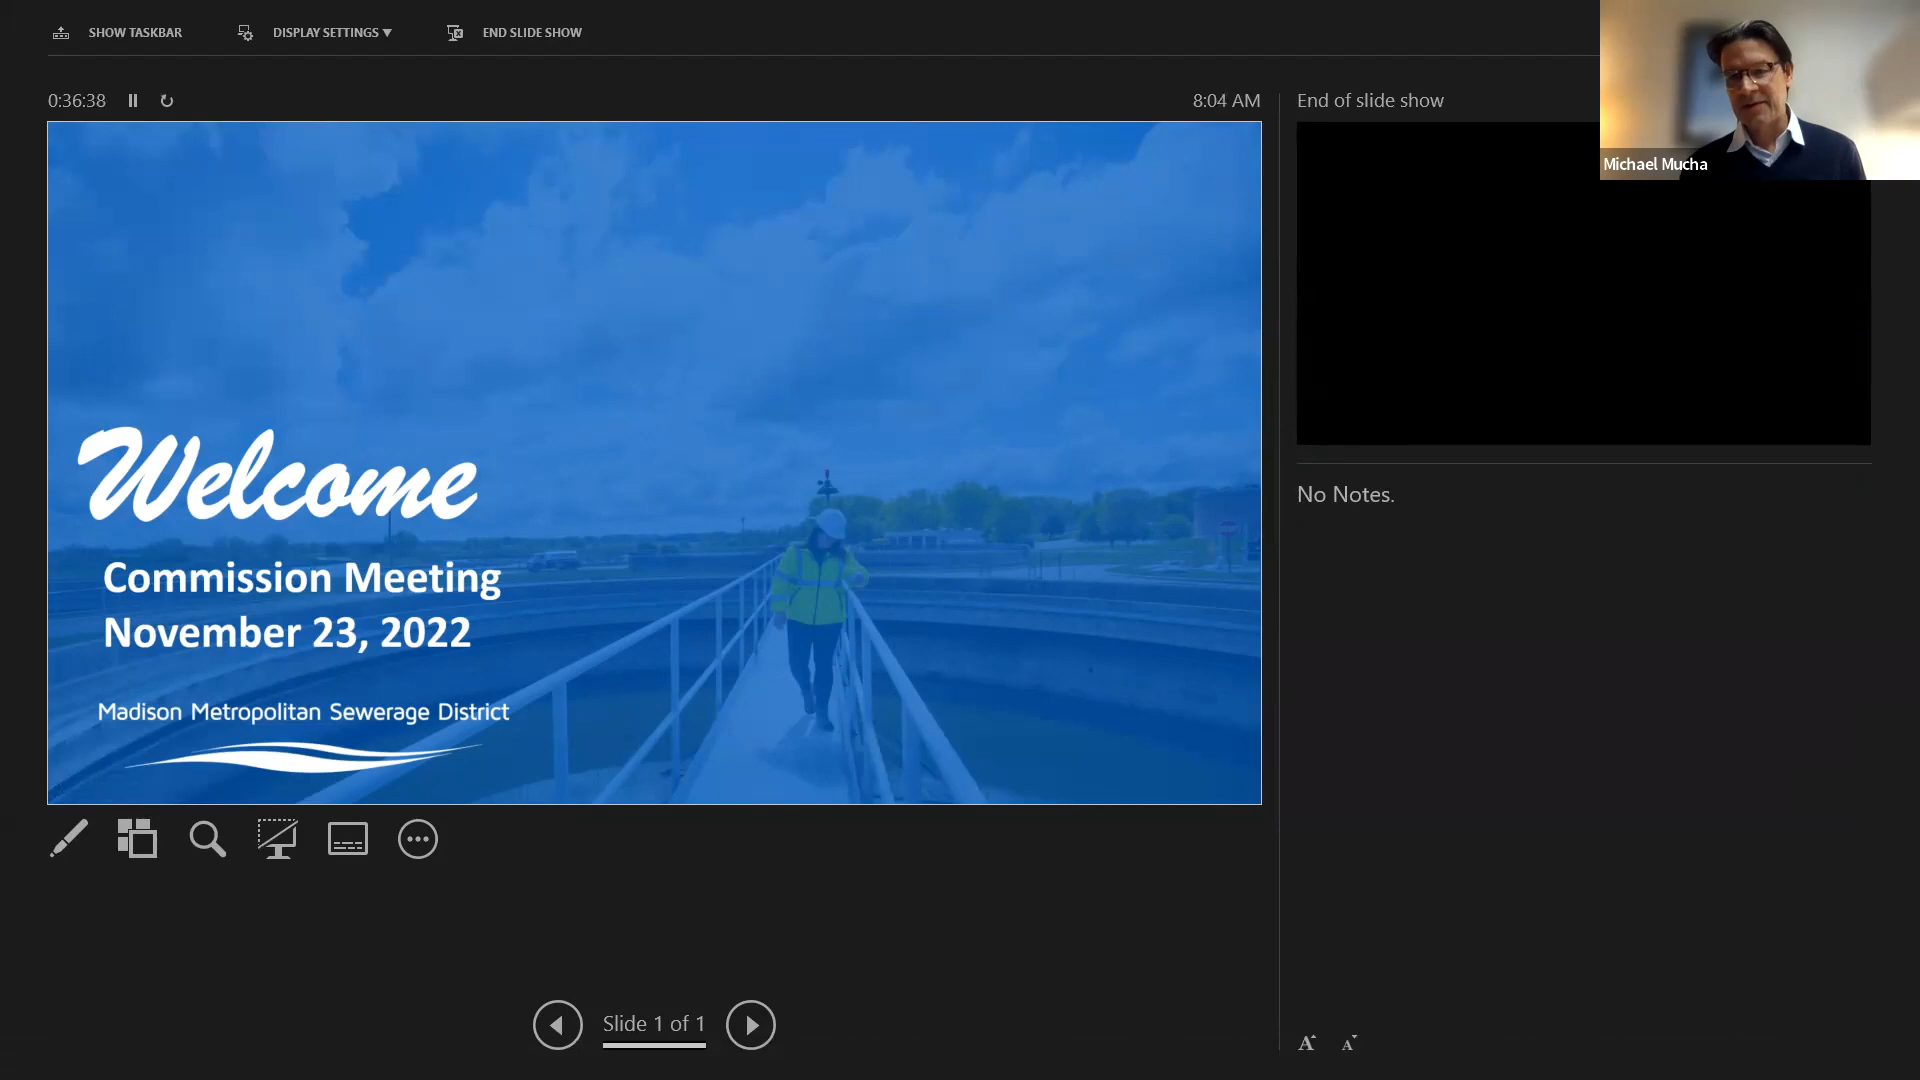 SHOW TASKBAR
DISPLAY SETTINGS ▼
END SLIDE SHOW
0:36:38
8:04 AM
End of slide show
Michael Mucha
Welcome
Commission Meeting
November 23, 2022
Madison Metropolitan Sewerage District
No Notes.
Slide 1 of 1
A A